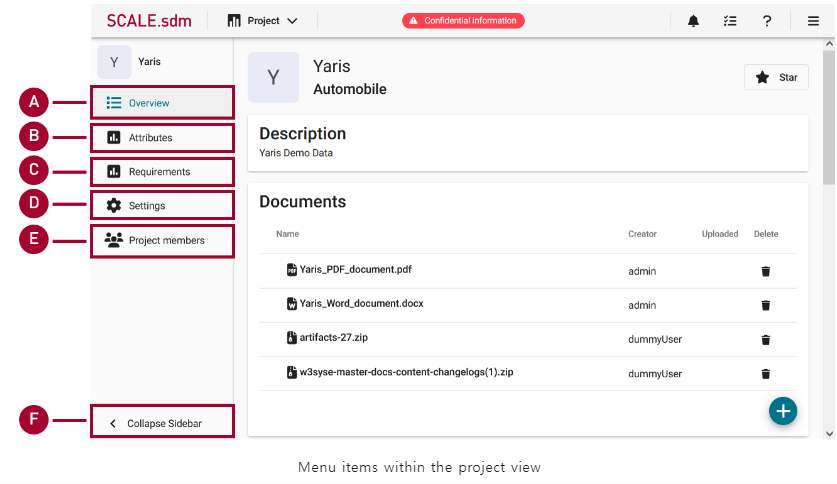 SCALE.sdm
Project
Confidential information
?
Y
Yaris
A
Overview
B
Attributes
C
Requirements
D
Settings
E
Project members
F
Collapse Sidebar
Y
Yaris
Automobile
Star
Description
Yaris Demo Data
Documents
Name Creator Uploaded Delete
PDF Yaris_PDF_document.pdf admin
W Yaris_Word_document.docx admin
artifacts-27.zip dummyUser
w3syse-master-docs-content-changelogs(1).zip dummyUser
Menu items within the project view